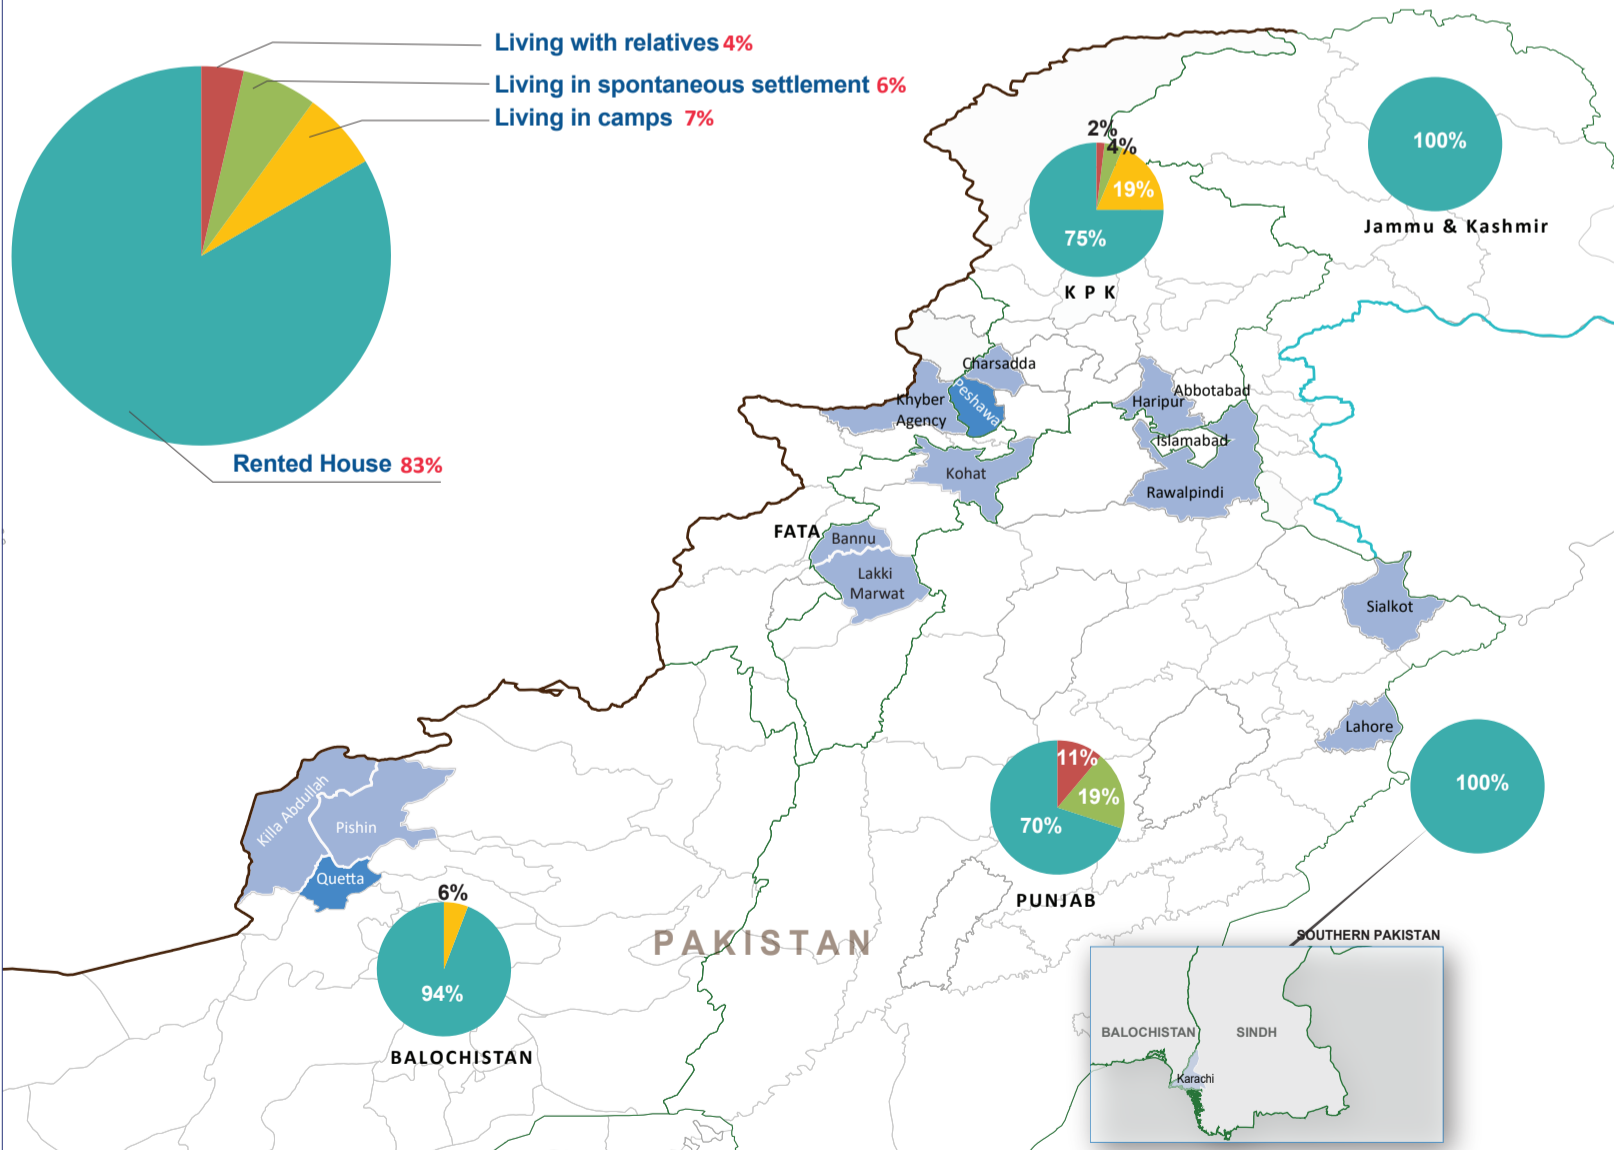 Living with relatives 4%
Living in spontaneous settlement 6%
Living in camps 7%
Rented House 83%
2%
4%
19%
75%
K P K
100%
Jammu & Kashmir
Charsadda
Peshawa
Khyber
Agency
Abbotabad
Haripur
Islamabad
Kohat
Rawalpindi
FATA
Bannu
Lakki
Marwat
Sialkot
Lahore
11%
19%
70%
PUNJAB
100%
Killa Abdullah
Pishin
Quetta
6%
94%
BALOCHISTAN
PAKISTAN
SOUTHERN PAKISTAN
BALOCHISTAN
SINDH
Karachi